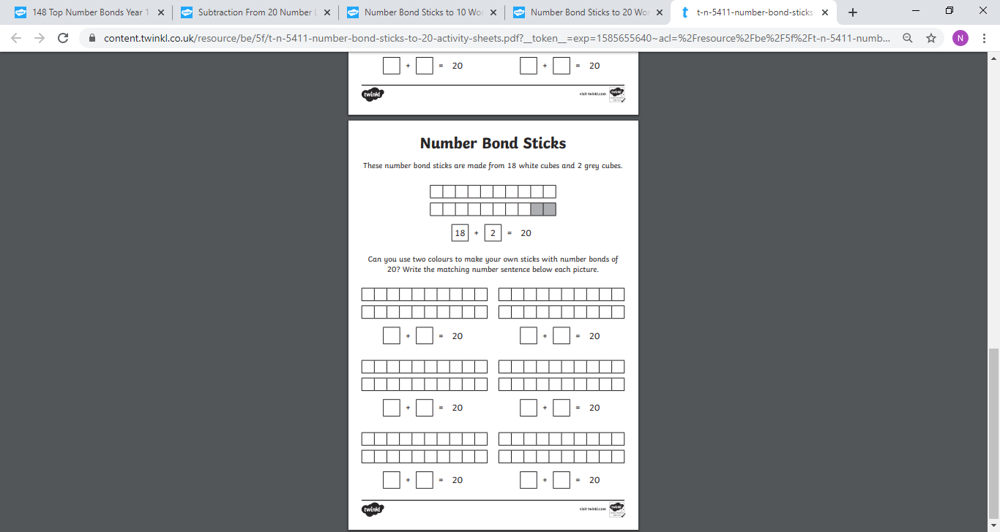 148 Top Number Bonds Year 1
Subtraction From 20 Number L
Number Bond Sticks to 10 Wor
Number Bond Sticks to 20 Wor
t-n-5411-number-bond-sticks-
content.twinkl.co.uk/resource/be/5f/t-n-5411-number-bond-sticks-to-20-activity-sheets.pdf?__token__=exp=1585655640~acl=%2Fresource%2Fbe%2F5f%2Ft-n-5411-numb...
N
+ = 20 + = 20
twinkl visit twinkl.com twinkl
Number Bond Sticks
These number bond sticks are made from 18 white cubes and 2 grey cubes.
18 + 2 = 20
Can you use two colours to make your own sticks with number bonds of
20? Write the matching number sentence below each picture.
+ = 20 + = 20
+ = 20 + = 20
+ = 20 + = 20
twinkl visit twinkl.com twinkl